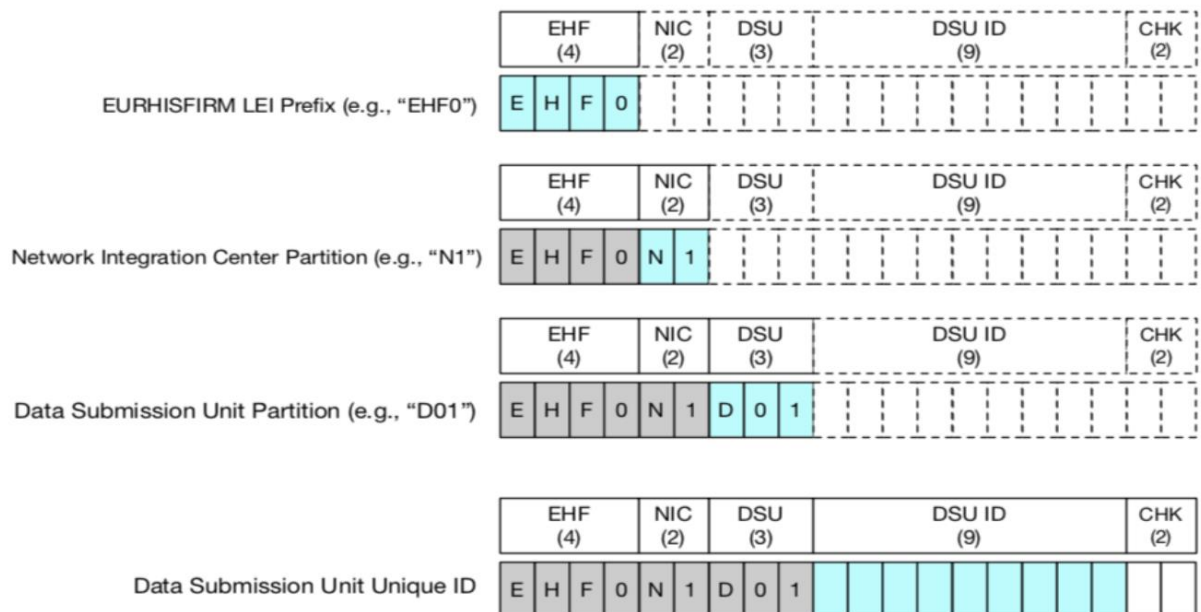 EHF NIC DSU DSU ID CHK
(4) (2) (3) (9) (2)
EURHISFIRM LEI Prefix (e.g., “EHF0”) E H F 0
EHF NIC DSU DSU ID CHK
(4) (2) (3) (9) (2)
Network Integration Center Partition (e.g., “N1”) E H F 0 N 1
EHF NIC DSU DSU ID CHK
(4) (2) (3) (9) (2)
Data Submission Unit Partition (e.g., “D01”) E H F 0 N 1 D 0 1
EHF NIC DSU DSU ID CHK
(4) (2) (3) (9) (2)
Data Submission Unit Unique ID E H F 0 N 1 D 0 1